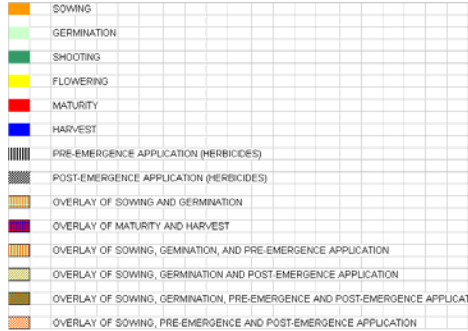 SOWING
GERMINATION
SHOOTING
FLOWERING
MATURITY
HARVEST
PRE-EMERGENCE APPLICATION (HERBICIDES)
POST-EMERGENCE APPLICATION (HERBICIDES)
OVERLAY OF SOWING AND GERMINATION
OVERLAY OF MATURITY AND HARVEST
OVERLAY OF SOWING, GEMINATION, AND PRE-EMERGENCE APPLICATION
OVERLAY OF SOWING, GERMINATION AND POST-EMERGENCE APPLICATION
OVERLAY OF SOWING, GERMINATION, PRE-EMERGENCE AND POST-EMERGENCE APPLICAT
OVERLAY OF SOWING, PRE-EMERGENCE AND POST-EMERGENCE APPLICATION